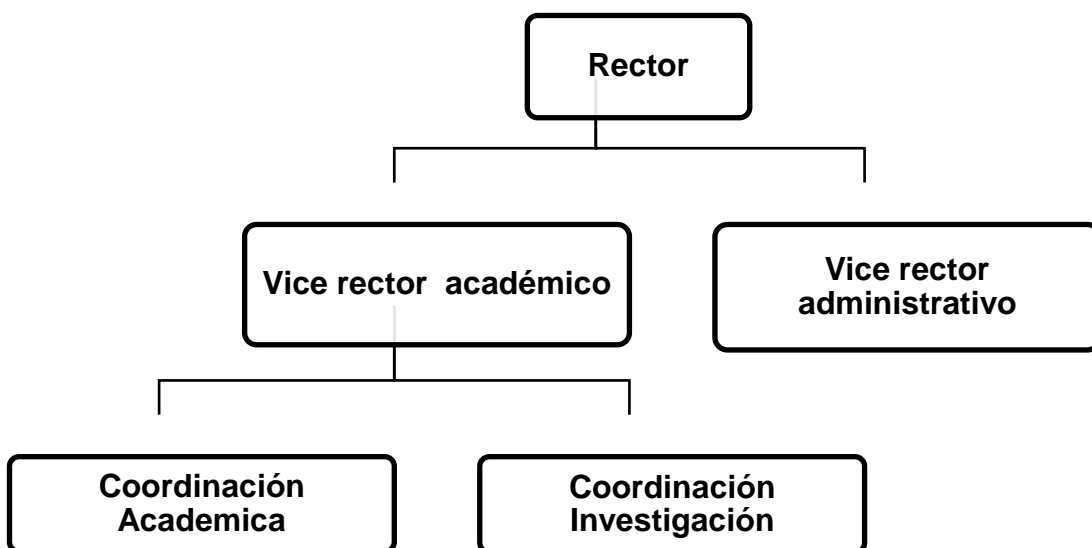 Rector
Vice rector académico
Vice rector
administrativo
Coordinación
Academica
Coordinación
Investigación